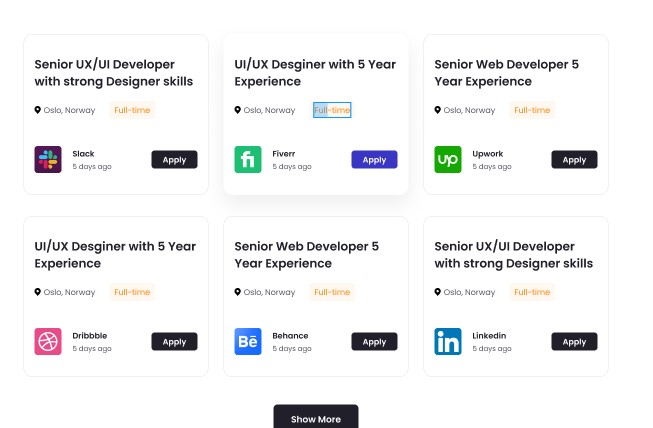 Senior UX/UI Developer
with strong Designer skills
Oslo, Norway
Full-time
Slack
5 days ago
Apply
UI/UX Desginer with 5 Year
Experience
Oslo, Norway
Full-time
fi
Fiverr
5 days ago
Apply
Senior Web Developer 5
Year Experience
Oslo, Norway
Full-time
up
Upwork
5 days ago
Apply
UI/UX Desginer with 5 Year
Experience
Oslo, Norway
Full-time
Dribbble
5 days ago
Apply
Senior Web Developer 5
Year Experience
Oslo, Norway
Full-time
Bē
Behance
5 days ago
Apply
Senior UX/UI Developer
with strong Designer skills
Oslo, Norway
Full-time
in
Linkedin
5 days ago
Apply
Show More